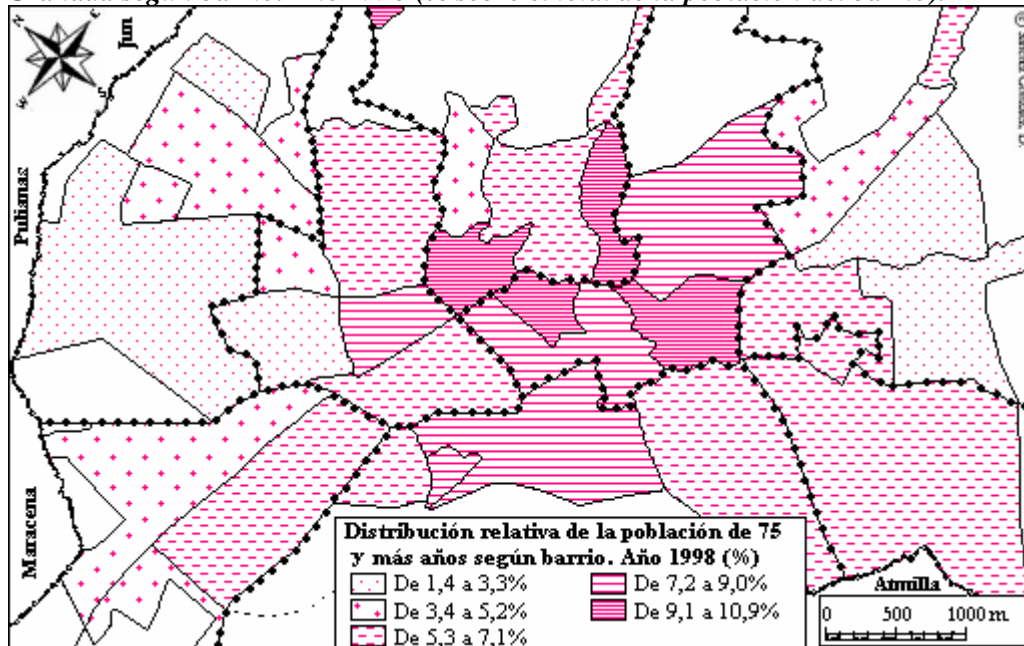 Jun
Pulianas
Maracena
Distribución relativa de la población de 75
y más años según barrio. Año 1998 (%)
De 1,4 a 3,3%
De 3,4 a 5,2%
De 5,3 a 7,1%
De 7,2 a 9,0%
De 9,1 a 10,9%
Armilla
0 500 1000 m.
N
E
S
W